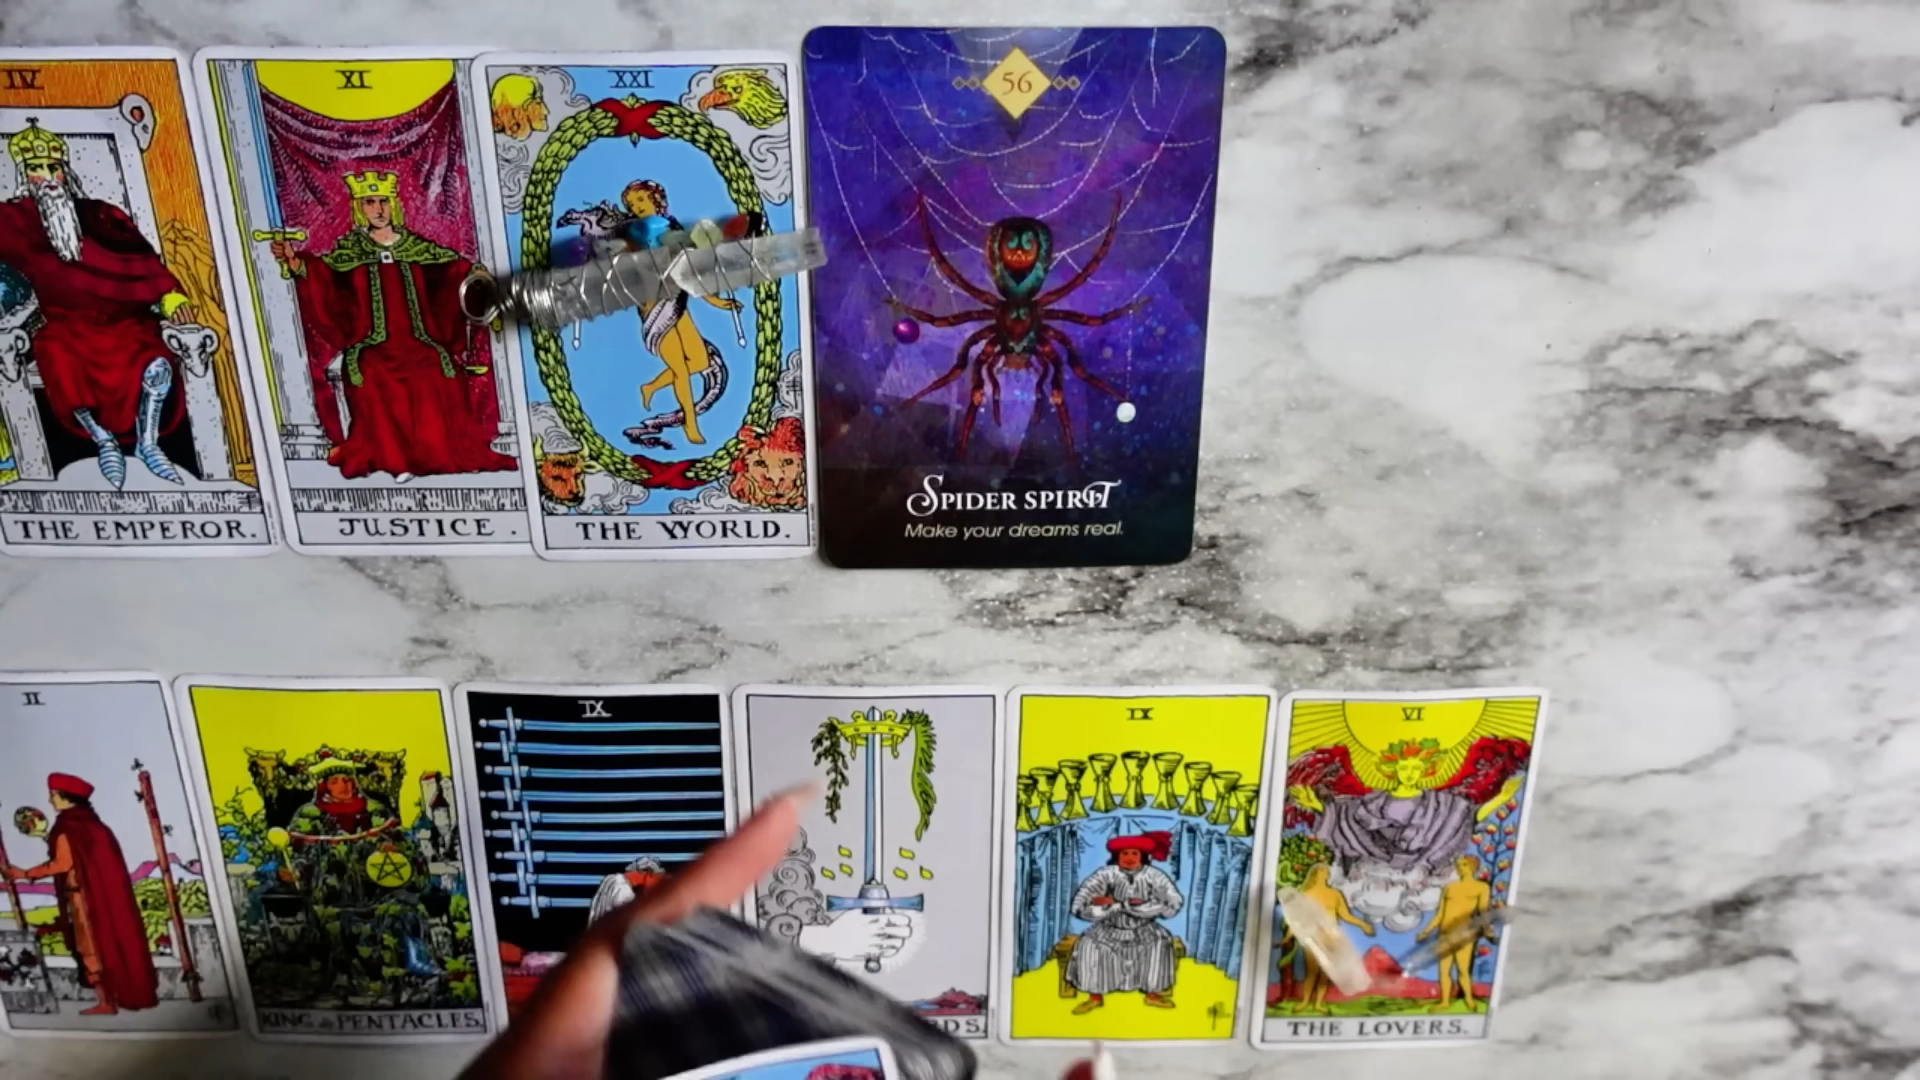 IV
XI
XXI
56
THE EMPEROR.
JUSTICE.
THE WORLD.
SPIDER SPIRIT
Make your dreams real.
II
IX
IX
VI
KING of PENTACLES.
DS.
THE LOVERS.